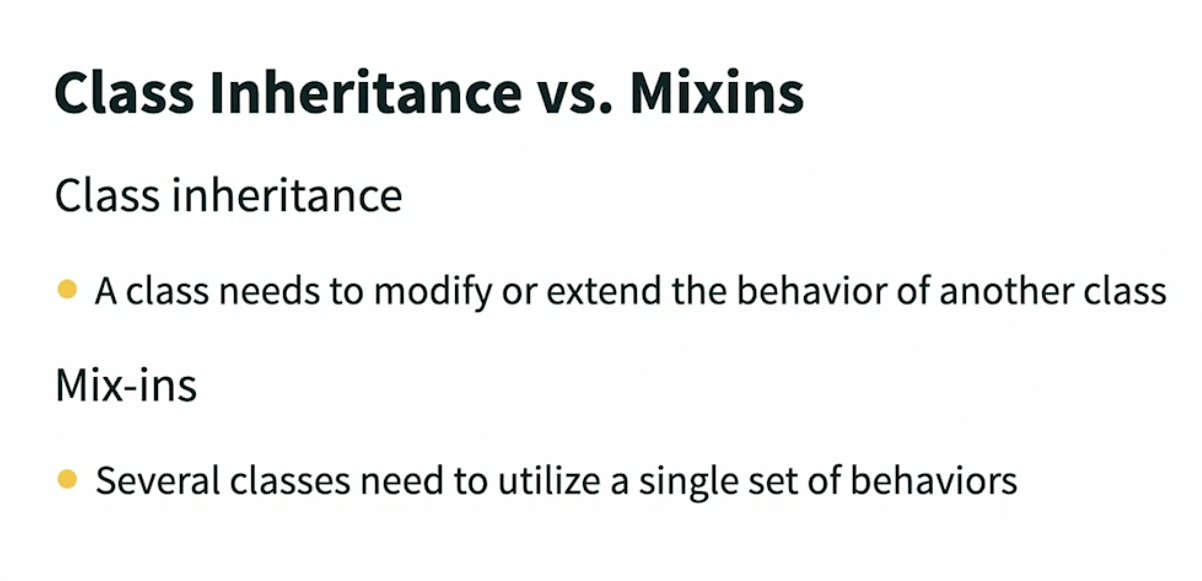 Class Inheritance vs. Mixins
Class inheritance
• A class needs to modify or extend the behavior of another class
Mix-ins
• Several classes need to utilize a single set of behaviors